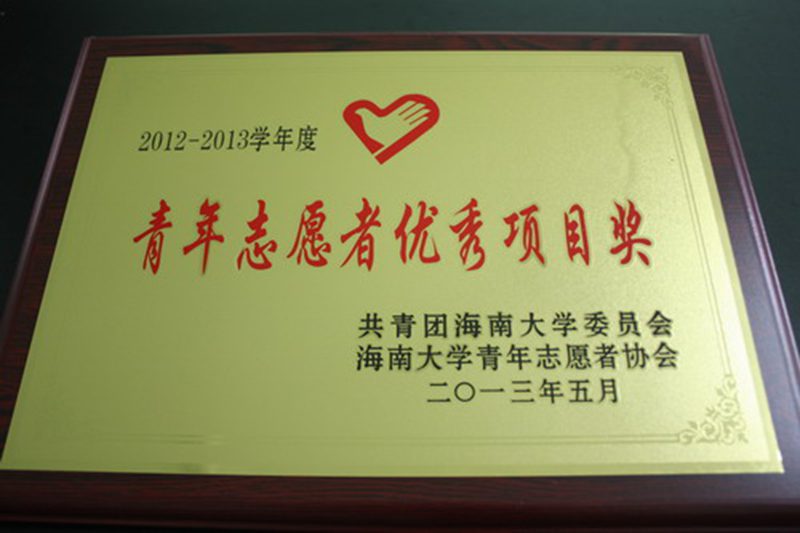 2012-2013学年度
青年志愿者优秀项目奖
共青团海南大学委员会
海南大学青年志愿者协会
二〇一三年五月